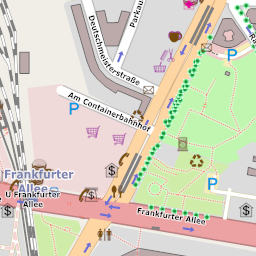 Parkau
Deutschmeisterstraße
Am Containerbahnhof
P
P
Frankfurter
Allee
U Frankfurter
Allee
P
Frankfurter Allee